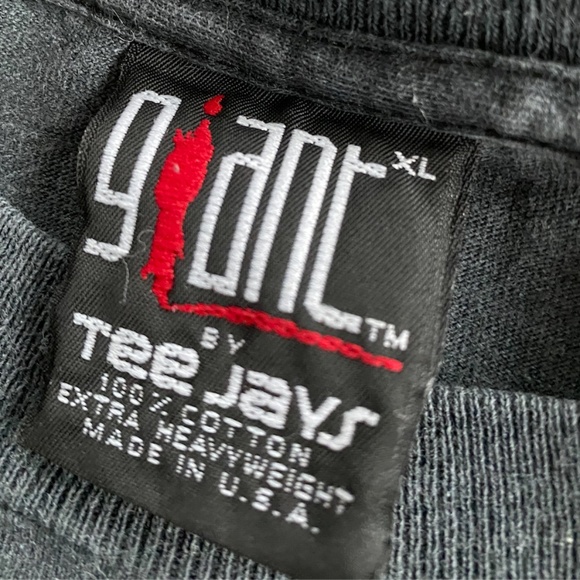 giant XL
TM
BY
Tee Jays
100% COTTON
EXTRA HEAVYWEIGHT
MADE IN U.S.A.